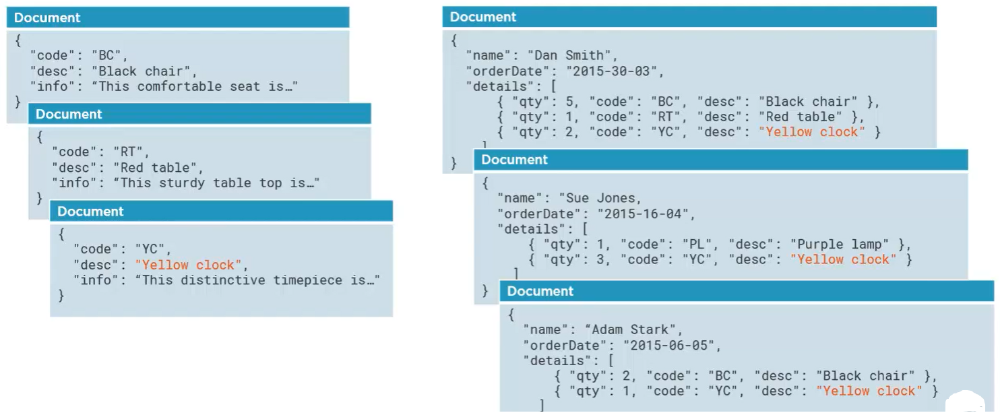 Document
{
"code": "BC",
"desc": "Black chair",
"info": “This comfortable seat is…"
}
Document
{
"code": "RT",
"desc": "Red table",
"info": “This sturdy table top is…"
}
Document
{
"code": "YC",
"desc": "Yellow clock",
"info": “This distinctive timepiece is…"
}
Document
{
"name": "Dan Smith",
"orderDate": "2015-30-03",
"details": [
{ "qty": 5, "code": "BC", "desc": "Black chair" },
{ "qty": 1, "code": "RT", "desc": "Red table" },
{ "qty": 2, "code": "YC", "desc": "Yellow clock" }
]
}
Document
{
"name": "Sue Jones,
"orderDate": "2015-16-04",
"details": [
{ "qty": 1, "code": "PL", "desc": "Purple lamp" },
{ "qty": 3, "code": "YC", "desc": "Yellow clock" }
]
}
Document
{
"name": “Adam Stark",
"orderDate": "2015-06-05",
"details": [
{ "qty": 2, "code": "BC", "desc": "Black chair" },
{ "qty": 1, "code": "YC", "desc": "Yellow clock" }
]